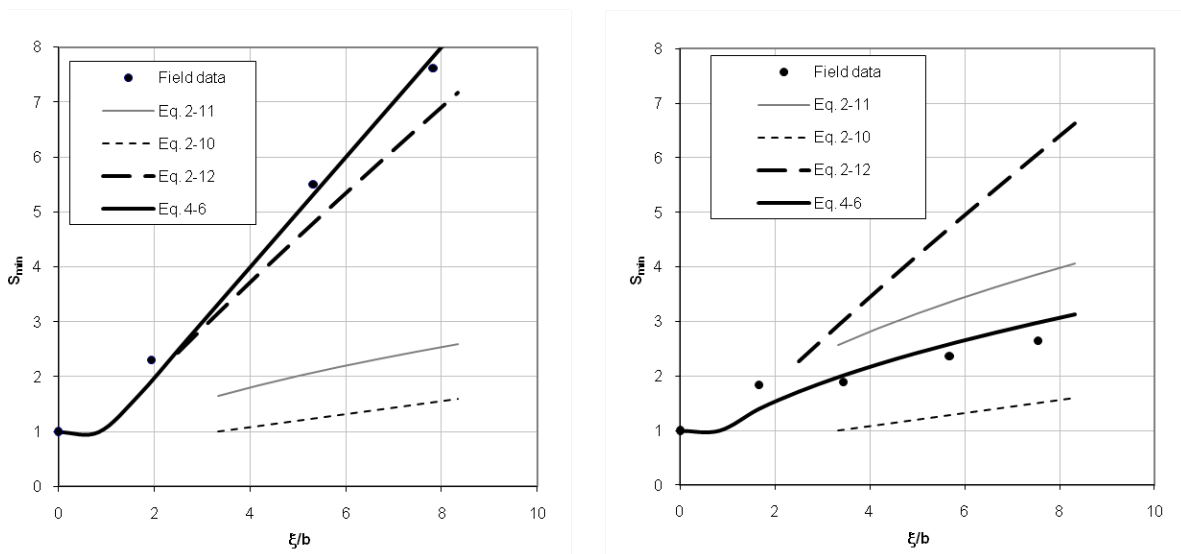 8
7
6
5
4
3
2
1
0
S_min
Field data
Eq. 2-11
Eq. 2-10
Eq. 2-12
Eq. 4-6
0 2 4 6 8 10
ξ/b
8
7
6
5
4
3
2
1
0
S_min
Field data
Eq. 2-11
Eq. 2-10
Eq. 2-12
Eq. 4-6
0 2 4 6 8 10
ξ/b